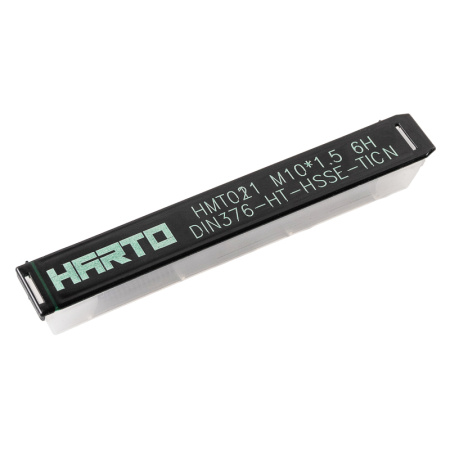 HARTO
HMT021 M10*1.5 6H
DIN376-HT-HSSE-TICN